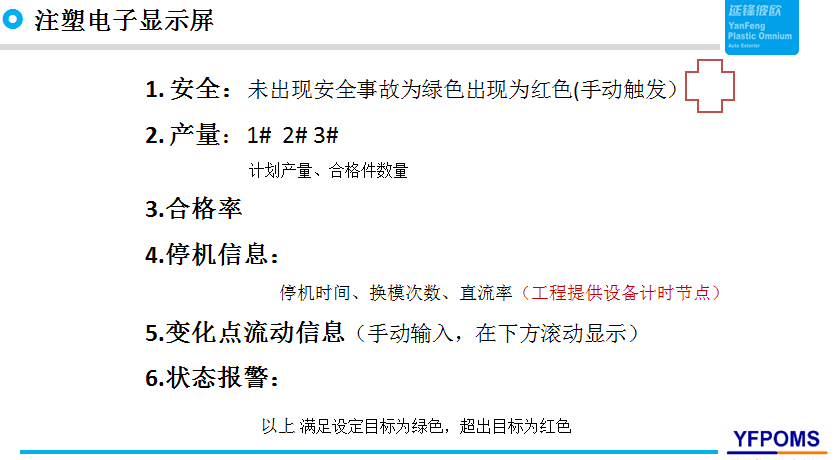 注塑电子显示屏
延锋彼欧
YanFeng
Plastic Omnium
Auto Exterior
1. 安全：未出现安全事故为绿色出现为红色(手动触发）
2. 产量：1# 2# 3#
计划产量、合格件数量
3.合格率
4.停机信息：
停机时间、换模次数、直流率（工程提供设备计时节点）
5.变化点流动信息（手动输入，在下方滚动显示）
6.状态报警：
以上 满足设定目标为绿色，超出目标为红色
YFPOMS